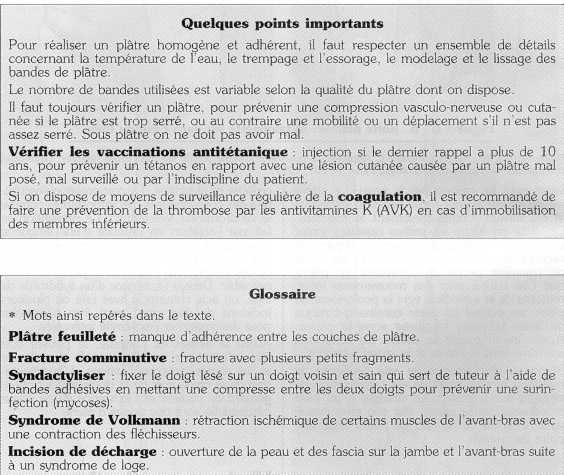 Quelques points importants
Pour réaliser un plâtre homogène et adhérent, il faut respecter un ensemble de détails
concernant la température de l'eau, le trempage et l'essorage, le modelage et le lissage des
bandes de plâtre.
Le nombre de bandes utilisées est variable selon la qualité du plâtre dont on dispose.
Il faut toujours vérifier un plâtre, pour prévenir une compression vasculo-nerveuse ou cuta-
née si le plâtre est trop serré, ou au contraire une mobilité ou un déplacement s'il n'est pas
assez serré. Sous plâtre on ne doit pas avoir mal.
Vérifier les vaccinations antitétanique : injection si le dernier rappel a plus de 10
ans, pour prévenir un tétanos en rapport avec une lésion cutanée causée par un plâtre mal
posé, mal surveillé ou par l'indiscipline du patient.
Si on dispose de moyens de surveillance régulière de la coagulation, il est recommandé de
faire une prévention de la thrombose par les antivitamines K (AVK) en cas d'immobilisation
des membres inférieurs.
Glossaire
* Mots ainsi repérés dans le texte.
Plâtre feuilleté : manque d'adhérence entre les couches de plâtre.
Fracture comminutive : fracture avec plusieurs petits fragments.
Syndactyliser : fixer le doigt lésé sur un doigt voisin et sain qui sert de tuteur à l'aide de
bandes adhésives en mettant une compresse entre les deux doigts pour prévenir une surin-
fection (mycoses).
Syndrome de Volkmann : rétraction ischémique de certains muscles de l'avant-bras avec
une contraction des fléchisseurs.
Incision de décharge : ouverture de la peau et des fascia sur la jambe et l'avant-bras suite
à un syndrome de loge.